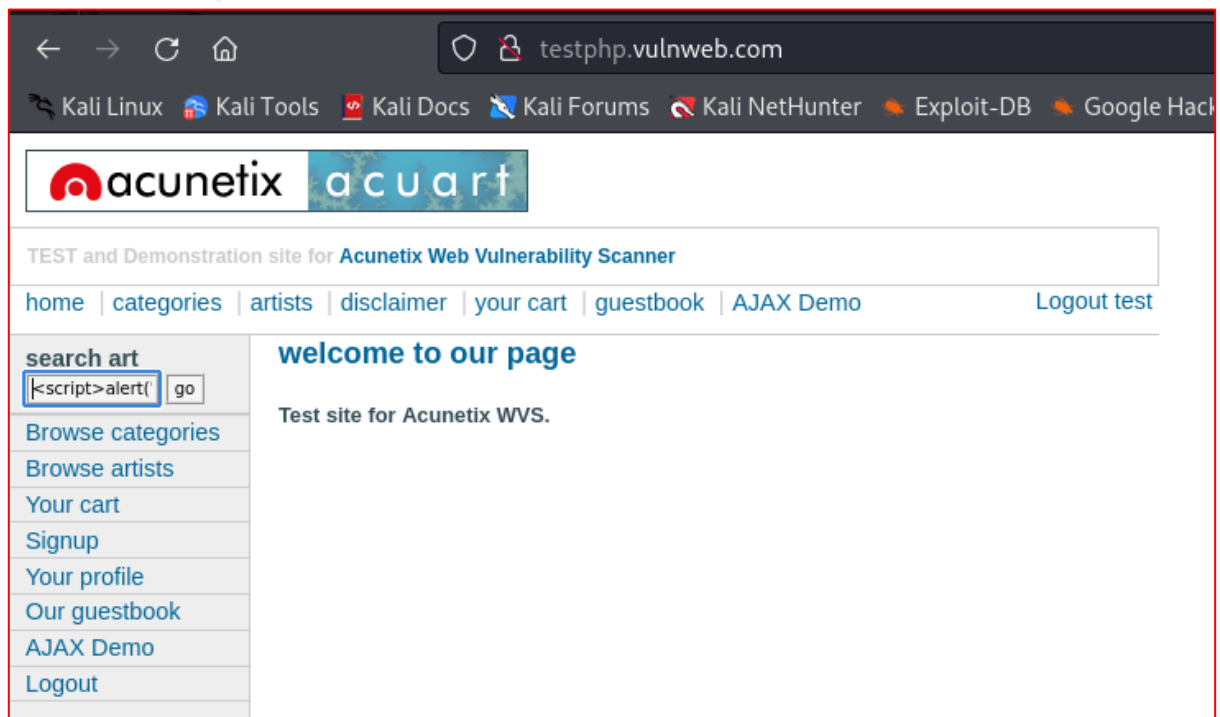 testphp.vulnweb.com
Kali Linux Kali Tools Kali Docs Kali Forums Kali NetHunter Exploit-DB Google Hack
acunetix acuart
TEST and Demonstration site for Acunetix Web Vulnerability Scanner
home | categories | artists | disclaimer | your cart | guestbook | AJAX Demo Logout test
search art
<script>alert(' go
Browse categories
Browse artists
Your cart
Signup
Your profile
Our guestbook
AJAX Demo
Logout
welcome to our page
Test site for Acunetix WVS.